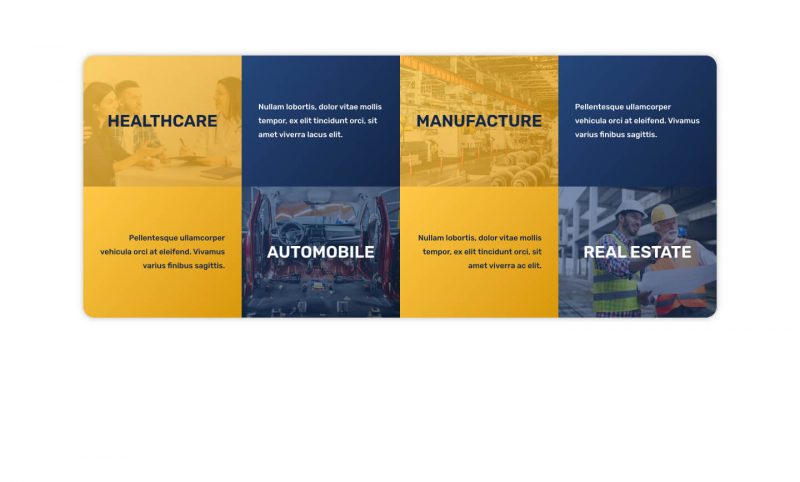 HEALTHCARE
Nullam lobortis, dolor vitae mollis
tempor, ex elit tincidunt orci, sit
amet viverra lacus elit.
MANUFACTURE
Pellentesque ullamcorper
vehicula orci at eleifend. Vivamus
varius finibus sagittis.
Pellentesque ullamcorper
vehicula orci at eleifend. Vivamus
varius finibus sagittis.
AUTOMOBILE
Nullam lobortis, dolor vitae mollis
tempor, ex elit tincidunt orci, sit
amet viverra ac elit.
REAL ESTATE